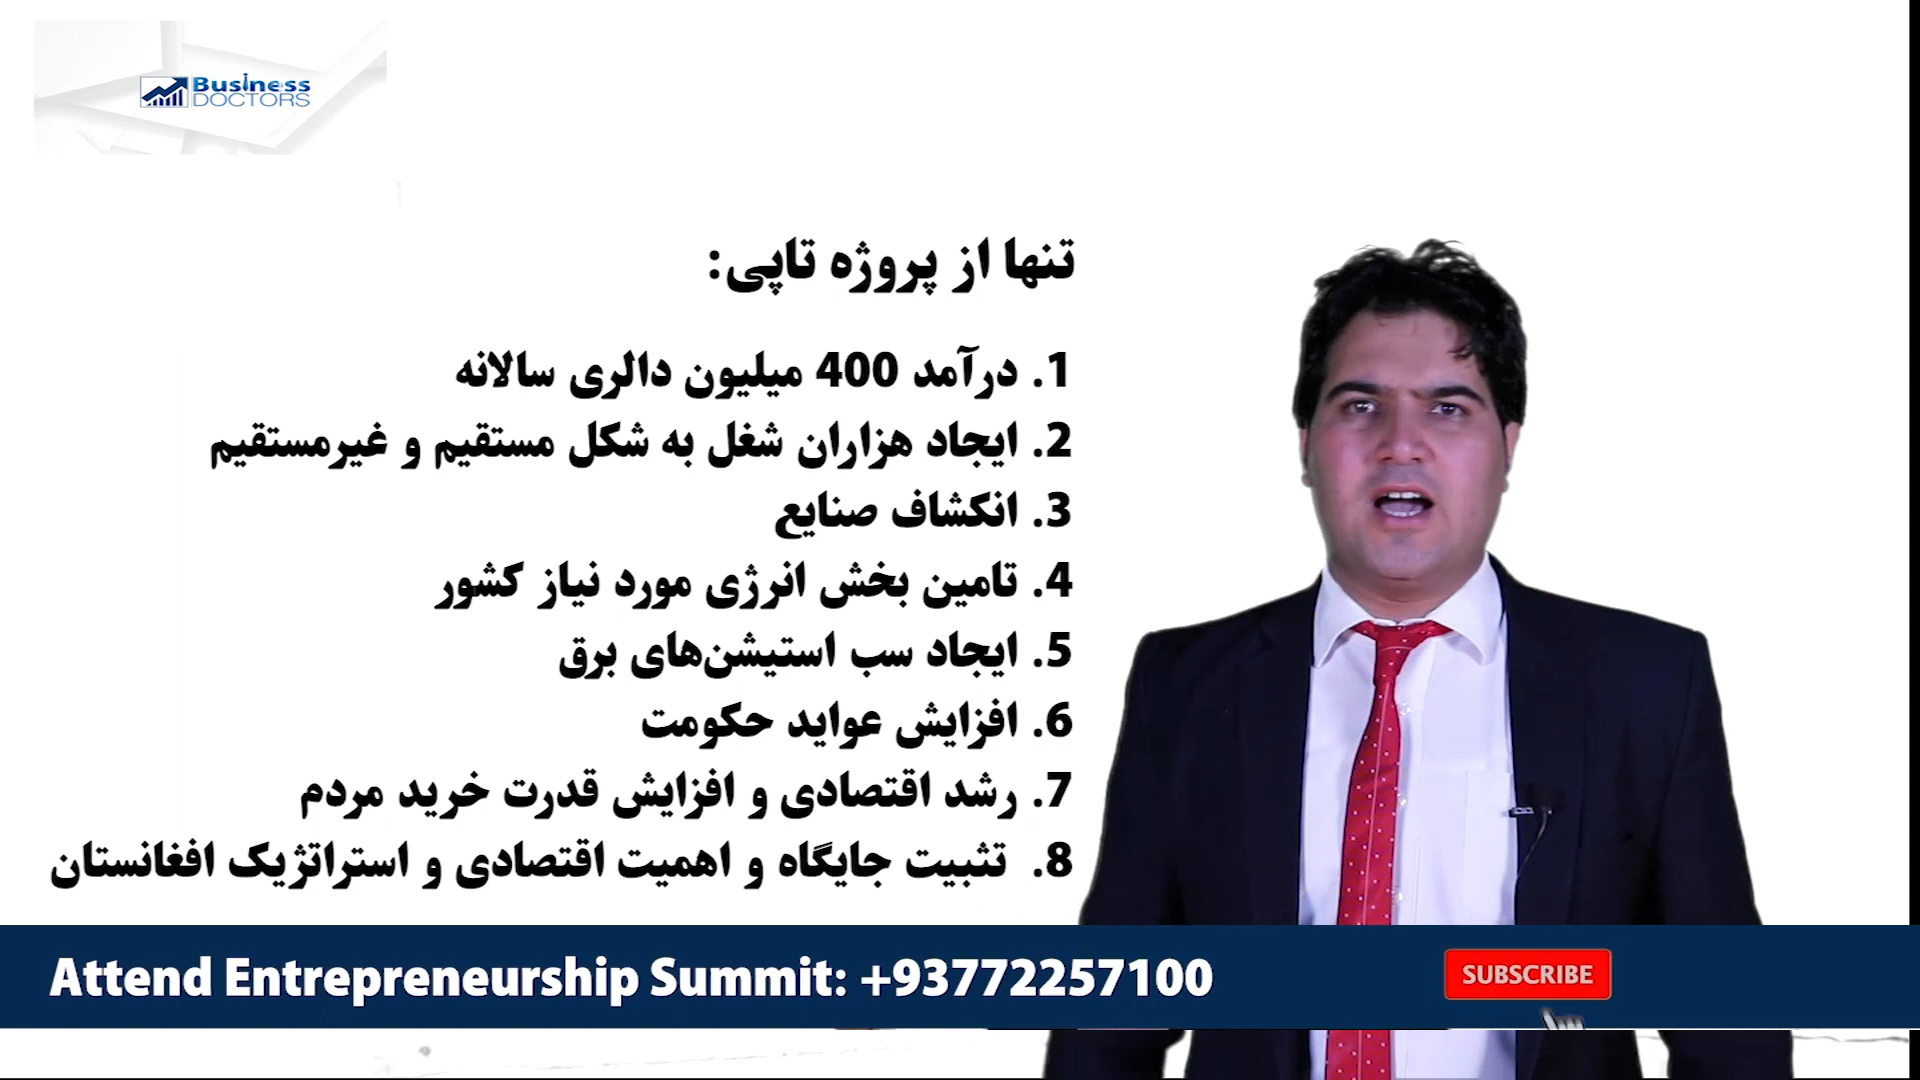 Business
DOCTORS
تنها از پروژه تاپی:
1. درآمد 400 میلیون دالری سالانه
2. ایجاد هزاران شغل به شکل مستقیم و غیرمستقیم
3. انکشاف صنایع
4. تامین بخش انرژی مورد نیاز کشور
5. ایجاد سب استیشن‌های برق
6. افزایش عواید حکومت
7. رشد اقتصادی و افزایش قدرت خرید مردم
8. تثبیت جایگاه و اهمیت اقتصادی و استراتژیک افغانستان
Attend Entrepreneurship Summit: +93772257100
SUBSCRIBE